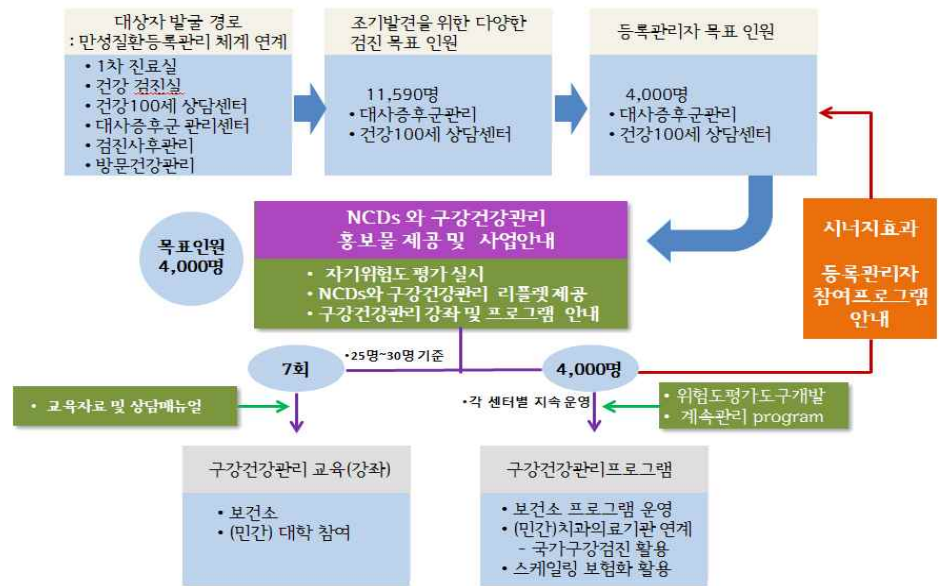 대상자 발굴 경로
: 만성질환등록관리 체계 연계
• 1차 진료실
• 건강 검진실
• 건강100세 상담센터
• 대사증후군 관리센터
• 검진사후관리
• 방문건강관리
조기발견을 위한 다양한
검진 목표 인원
11,590명
• 대사증후군관리
• 건강100세 상담센터
등록관리자 목표 인원
4,000명
• 대사증후군관리
• 건강100세 상담센터
목표인원
4,000명
NCDs 와 구강건강관리
홍보물 제공 및 사업안내
• 자기위험도 평가 실시
• NCDs와 구강건강관리 리플렛 제공
• 구강건강관리 강좌 및 프로그램 안내
시너지효과
등록관리자
참여프로그램
안내
7회
•25명~30명 기준
4,000명
• 교육자료 및 상담매뉴얼
•각 센터별 지속 운영
• 위험도평가도구개발
• 계속관리 program
구강건강관리 교육(강좌)
• 보건소
• (민간) 대학 참여
구강건강관리프로그램
• 보건소 프로그램 운영
• (민간)치과의료기관 연계
- 국가구강검진 활용
• 스케일링 보험화 활용